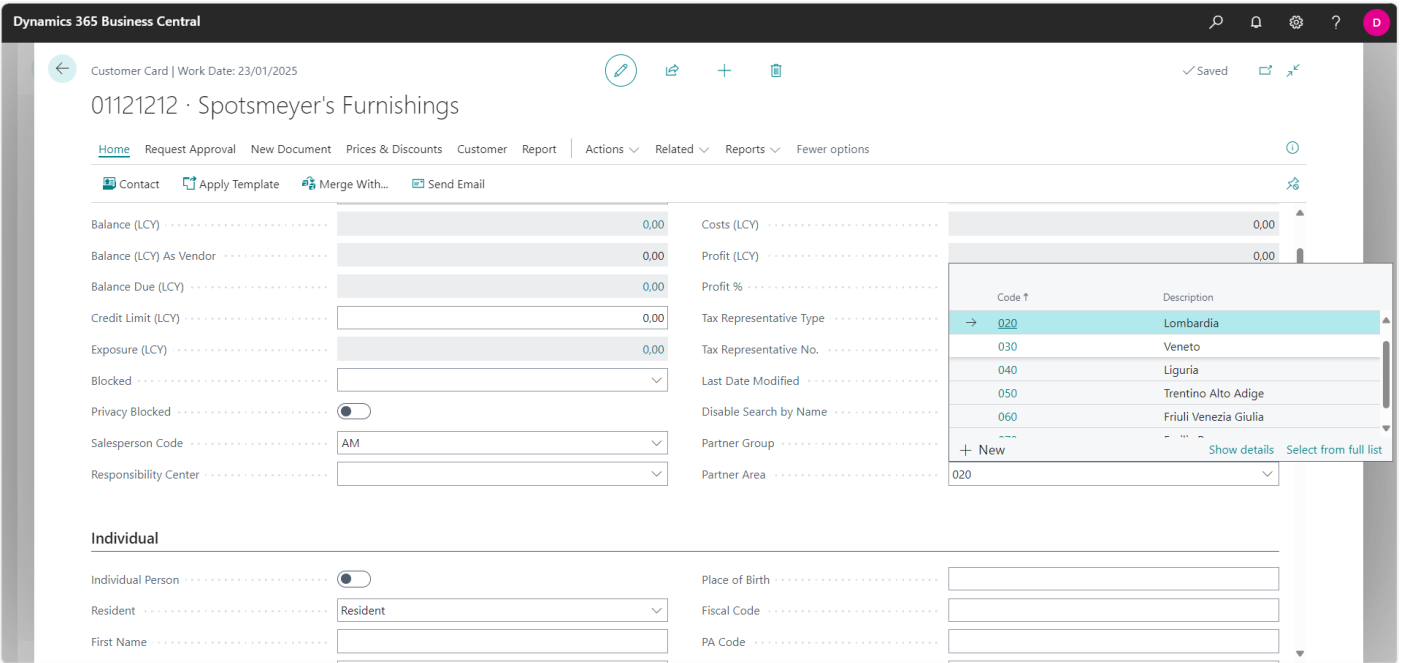 Dynamics 365 Business Central
D
Customer Card | Work Date: 23/01/2025
Saved
01121212 · Spotsmeyer's Furnishings
Home Request Approval New Document Prices & Discounts Customer Report Actions Related Reports Fewer options
Contact Apply Template Merge With... Send Email
Balance (LCY) 0,00
Balance (LCY) As Vendor 0,00
Balance Due (LCY) 0,00
Credit Limit (LCY) 0,00
Exposure (LCY) 0,00
Blocked
Privacy Blocked
Salesperson Code AM
Responsibility Center
Costs (LCY) 0,00
Profit (LCY) 0,00
Profit %
Tax Representative Type
Tax Representative No.
Last Date Modified
Disable Search by Name
Partner Group
Partner Area 020
Code ↑ Description
020 Lombardia
030 Veneto
040 Liguria
050 Trentino Alto Adige
060 Friuli Venezia Giulia
New Show details Select from full list
Individual
Individual Person
Resident Resident
First Name
Place of Birth
Fiscal Code
PA Code